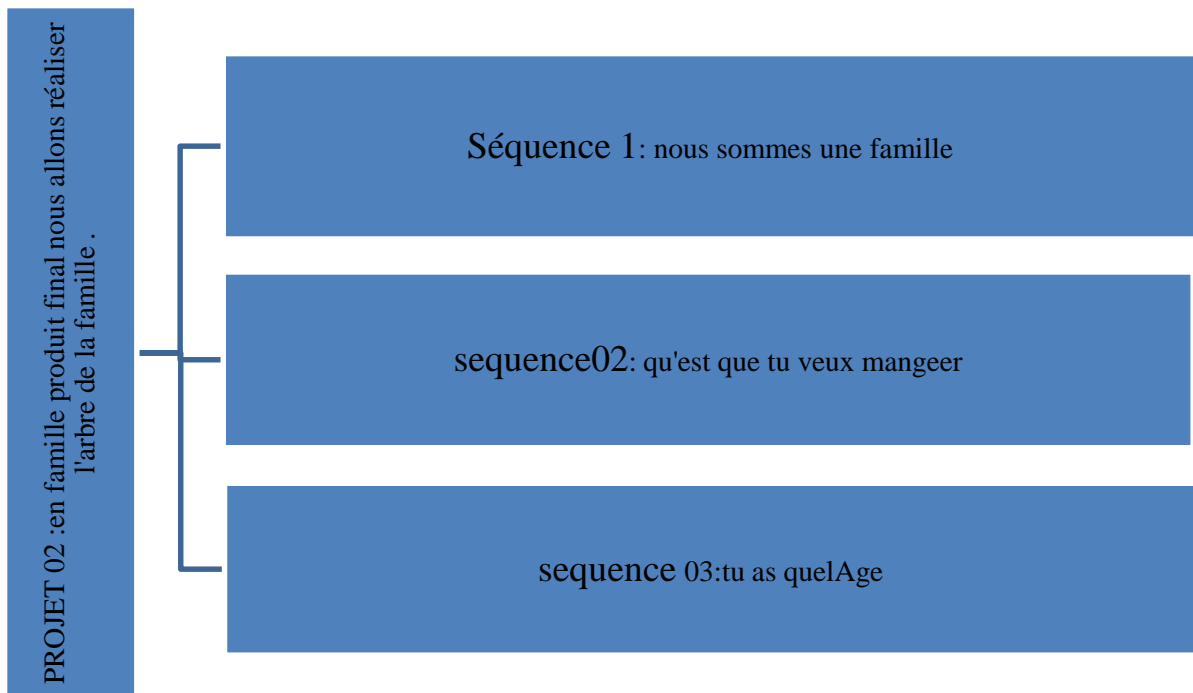 PROJET 02 :en famille produit final nous allons réaliser
l'arbre de la famille .
Séquence 1: nous sommes une famille
sequence02: qu'est que tu veux mangeer
sequence 03:tu as quelAge